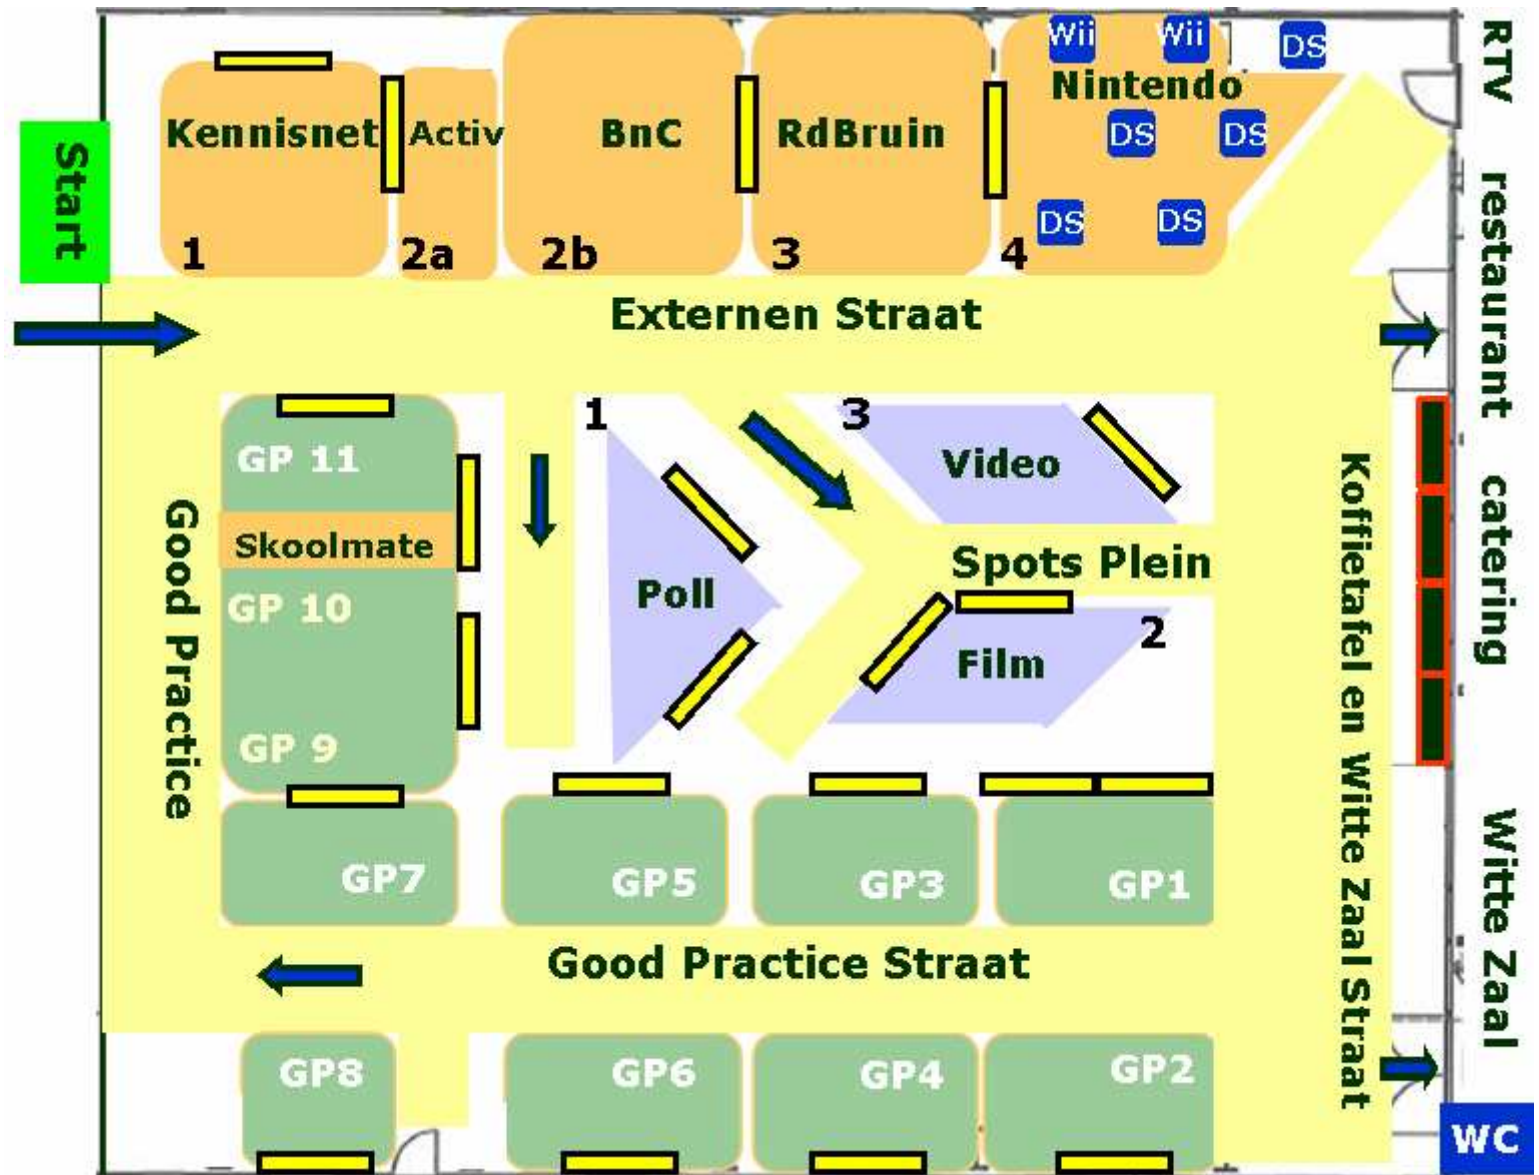 Wii
Wii
DS
Nintendo
Kennisnet
Activ
BnC
RdBruin
DS
DS
DS
DS
1
2a
2b
3
4
Start
RTV
restaurant
catering
Witte Zaal
Externen Straat
1
3
GP 11
Video
Skoolmate
Spots Plein
GP 10
Poll
2
Film
GP 9
Good Practice
Koffietafel en Witte Zaal Straat
GP7
GP5
GP3
GP1
Good Practice Straat
GP8
GP6
GP4
GP2
WC